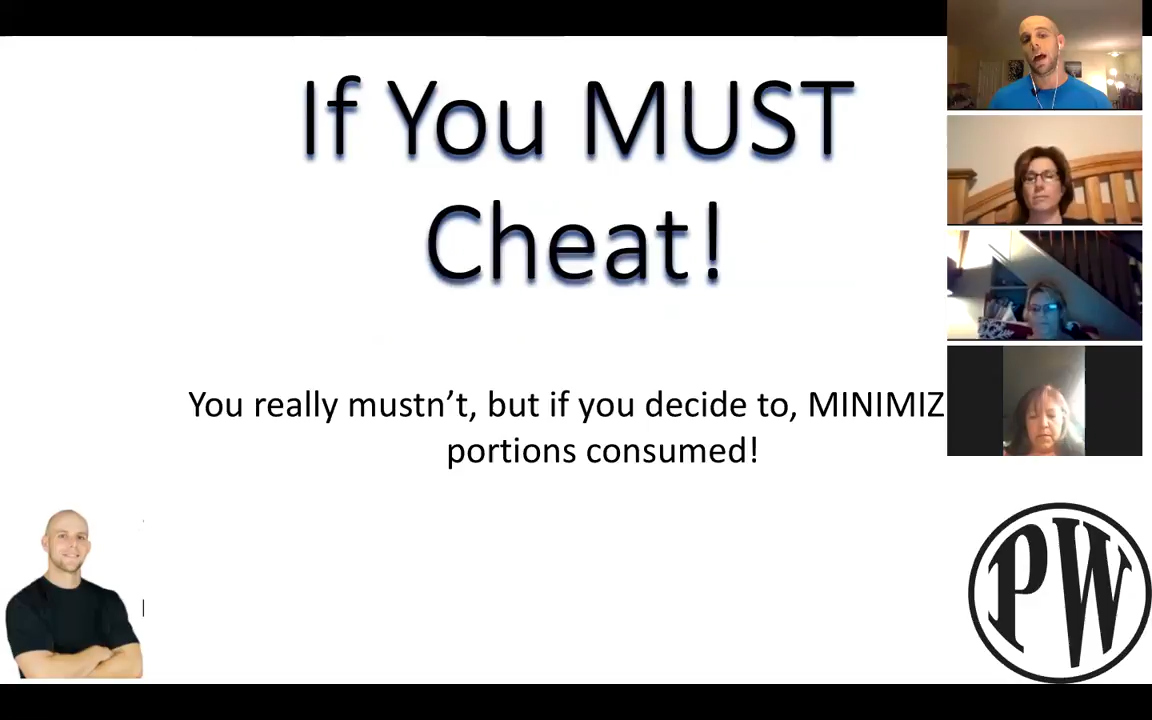 If You MUST
Cheat!
You really mustn’t, but if you decide to, MINIMIZ
portions consumed!
PW